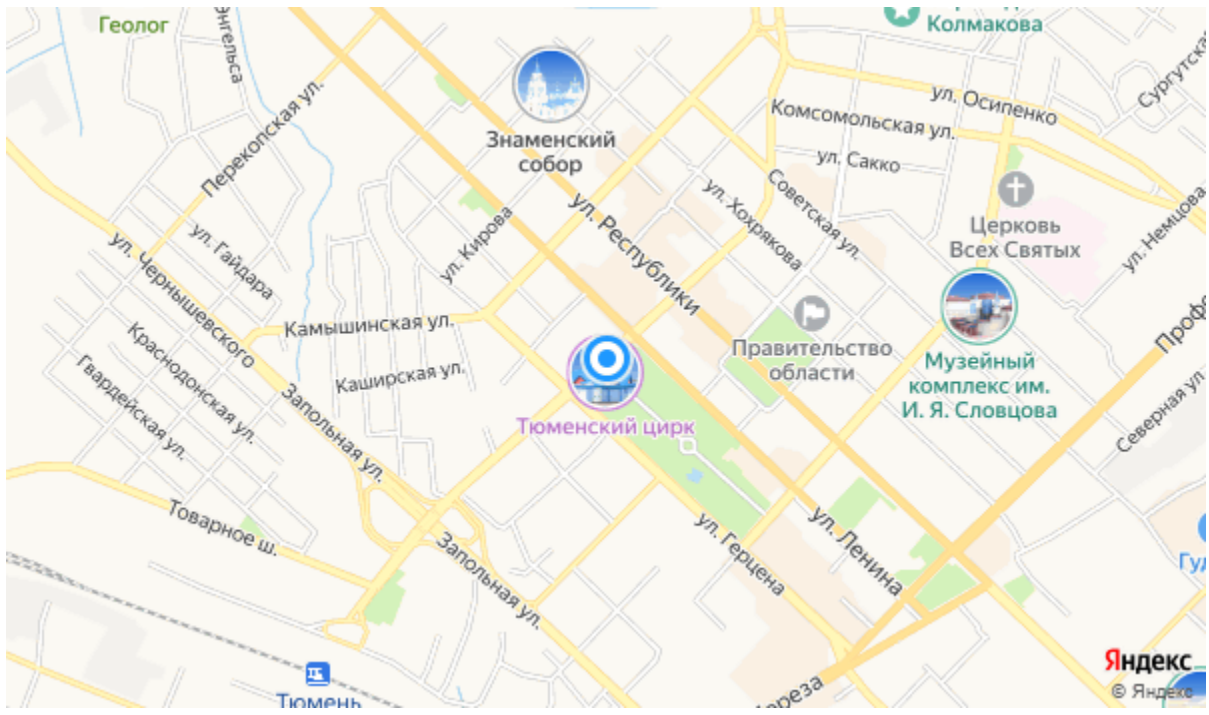 Геолог
Энгельса
Колмакова
Сургутская
ул. Осипенко
Комсомольская ул.
Знаменский
собор
Перекопская ул.
ул. Сакко
ул. Хохрякова
Советская ул.
Церковь
Всех Святых
ул. Немцова
ул. Гайдара
ул. Кирова
ул. Республики
ул. Чернышевского
Камышинская ул.
Правительство
области
Музейный
комплекс им.
И. Я. Словцова
Краснодонская ул.
Гвардейская ул.
Каширская ул.
Запольная ул.
Тюменский цирк
Профс
Северная ул.
Товарное ш.
Запольная ул.
ул. Герцена
ул. Ленина
Гуд
Яндекс
© Яндекс
Тюмень